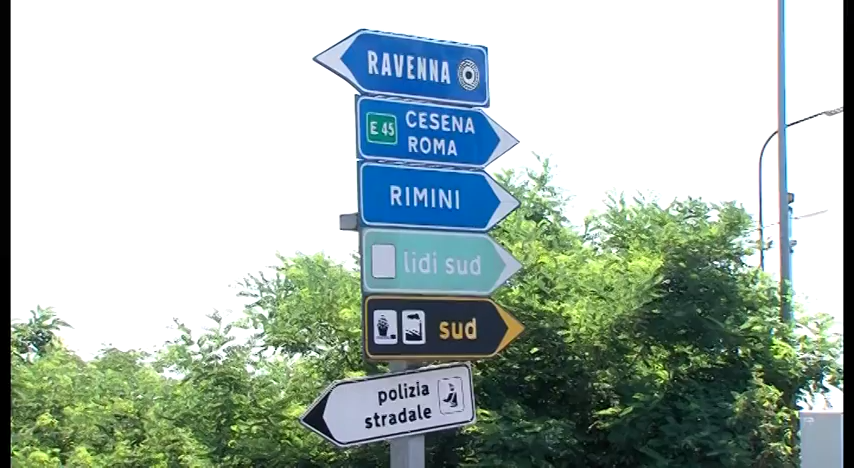 RAVENNA
E 45
CESENA
ROMA
RIMINI
lidi sud
sud
polizia
stradale